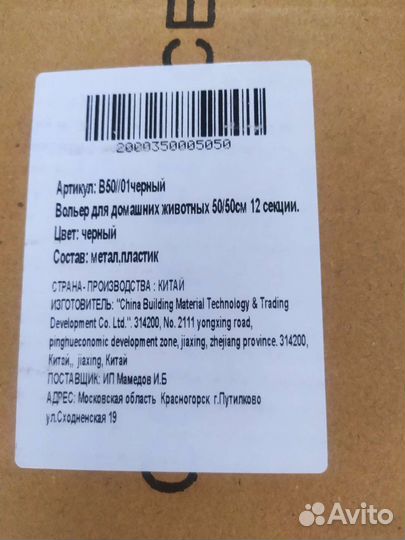 CE
2000350005050
Артикул: B50//01черный
Вольер для домашних животных 50/50см 12 секции.
Цвет: черный
Состав: метал,пластик
СТРАНА- ПРОИЗВОДСТВА : КИТАЙ
ИЗГОТОВИТЕЛЬ: "China Building Material Technology & Trading
Development Co. Ltd.". 314200, No. 2111 yongxing road,
pinghueconomic development zone, jiaxing, zhejiang province. 314200,
Китай,, jiaxing, Китай
ПОСТАВЩИК: ИП Мамедов И.Б
АДРЕС: Московская область Красногорск г.Путилково
ул.Сходненская 19
Avito